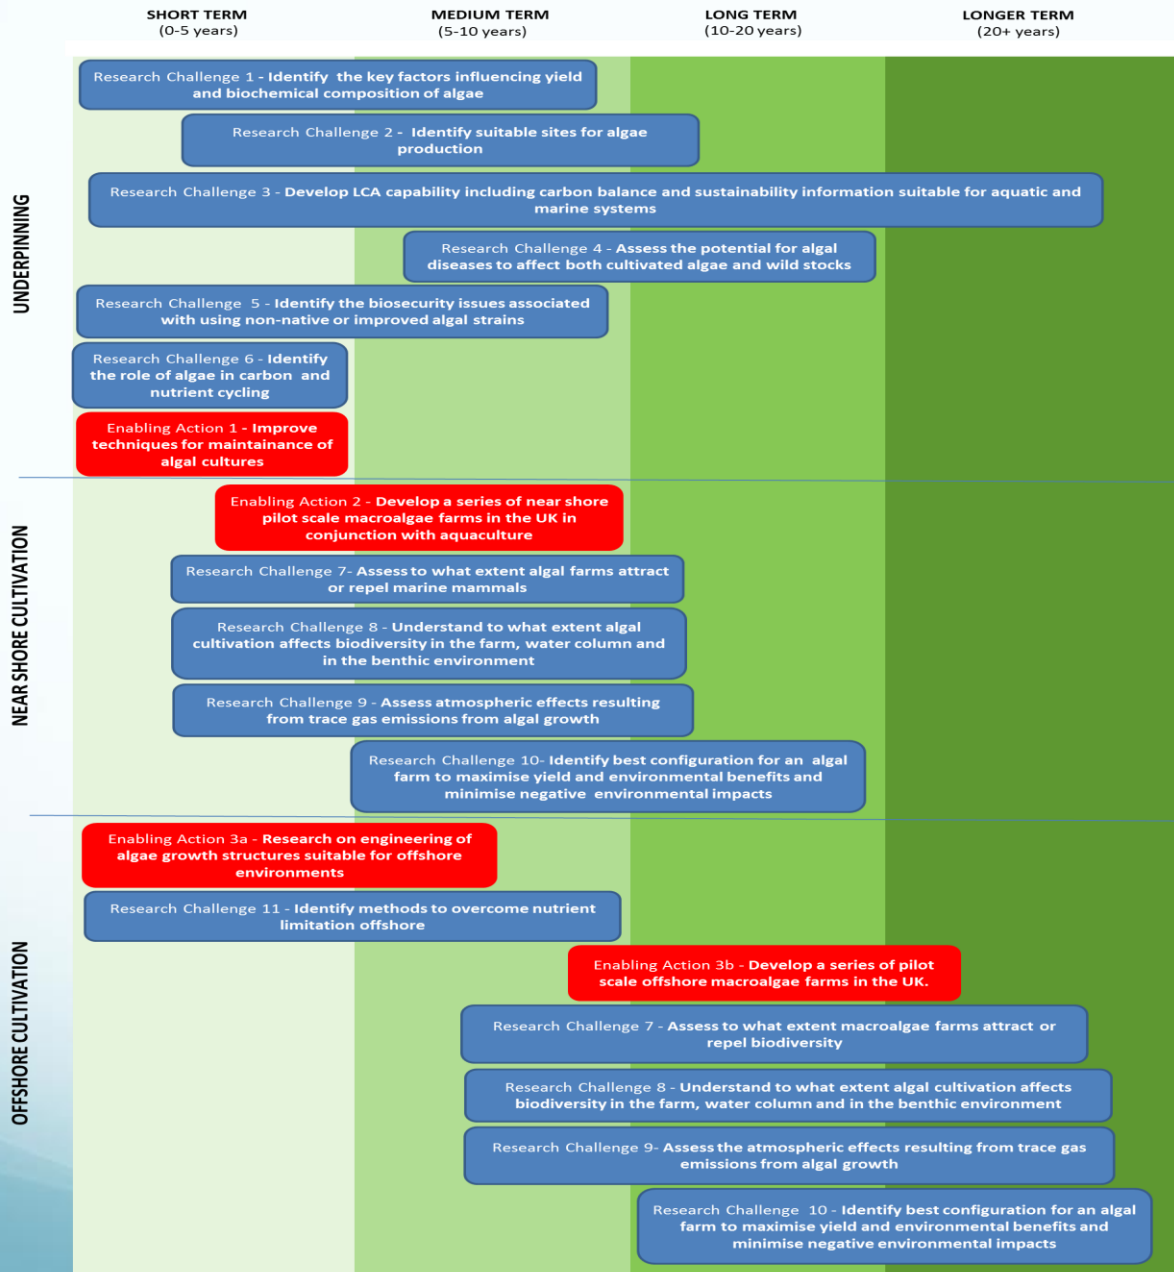 SHORT TERM
(0-5 years)
MEDIUM TERM
(5-10 years)
LONG TERM
(10-20 years)
LONGER TERM
(20+ years)
UNDERPINNING
Research Challenge 1 - Identify the key factors influencing yield
and biochemical composition of algae
Research Challenge 2 - Identify suitable sites for algae
production
Research Challenge 3 - Develop LCA capability including carbon balance and sustainability information suitable for aquatic and
marine systems
Research Challenge 4 - Assess the potential for algal
diseases to affect both cultivated algae and wild stocks
Research Challenge 5 - Identify the biosecurity issues associated
with using non-native or improved algal strains
Research Challenge 6 - Identify
the role of algae in carbon and
nutrient cycling
Enabling Action 1 - Improve
techniques for maintainance of
algal cultures
NEAR SHORE CULTIVATION
Enabling Action 2 - Develop a series of near shore
pilot scale macroalgae farms in the UK in
conjunction with aquaculture
Research Challenge 7- Assess to what extent algal farms attract
or repel marine mammals
Research Challenge 8 - Understand to what extent algal
cultivation affects biodiversity in the farm, water column and
in the benthic environment
Research Challenge 9 - Assess atmospheric effects resulting
from trace gas emissions from algal growth
Research Challenge 10- Identify best configuration for an algal
farm to maximise yield and environmental benefits and
minimise negative environmental impacts
OFFSHORE CULTIVATION
Enabling Action 3a - Research on engineering of
algae growth structures suitable for offshore
environments
Research Challenge 11 - Identify methods to overcome nutrient
limitation offshore
Enabling Action 3b - Develop a series of pilot
scale offshore macroalgae farms in the UK.
Research Challenge 7 - Assess to what extent macroalgae farms attract or
repel biodiversity
Research Challenge 8 - Understand to what extent algal cultivation affects
biodiversity in the farm, water column and in the benthic environment
Research Challenge 9- Assess the atmospheric effects resulting from trace gas
emissions from algal growth
Research Challenge 10 - Identify best configuration for an algal
farm to maximise yield and environmental benefits and
minimise negative environmental impacts